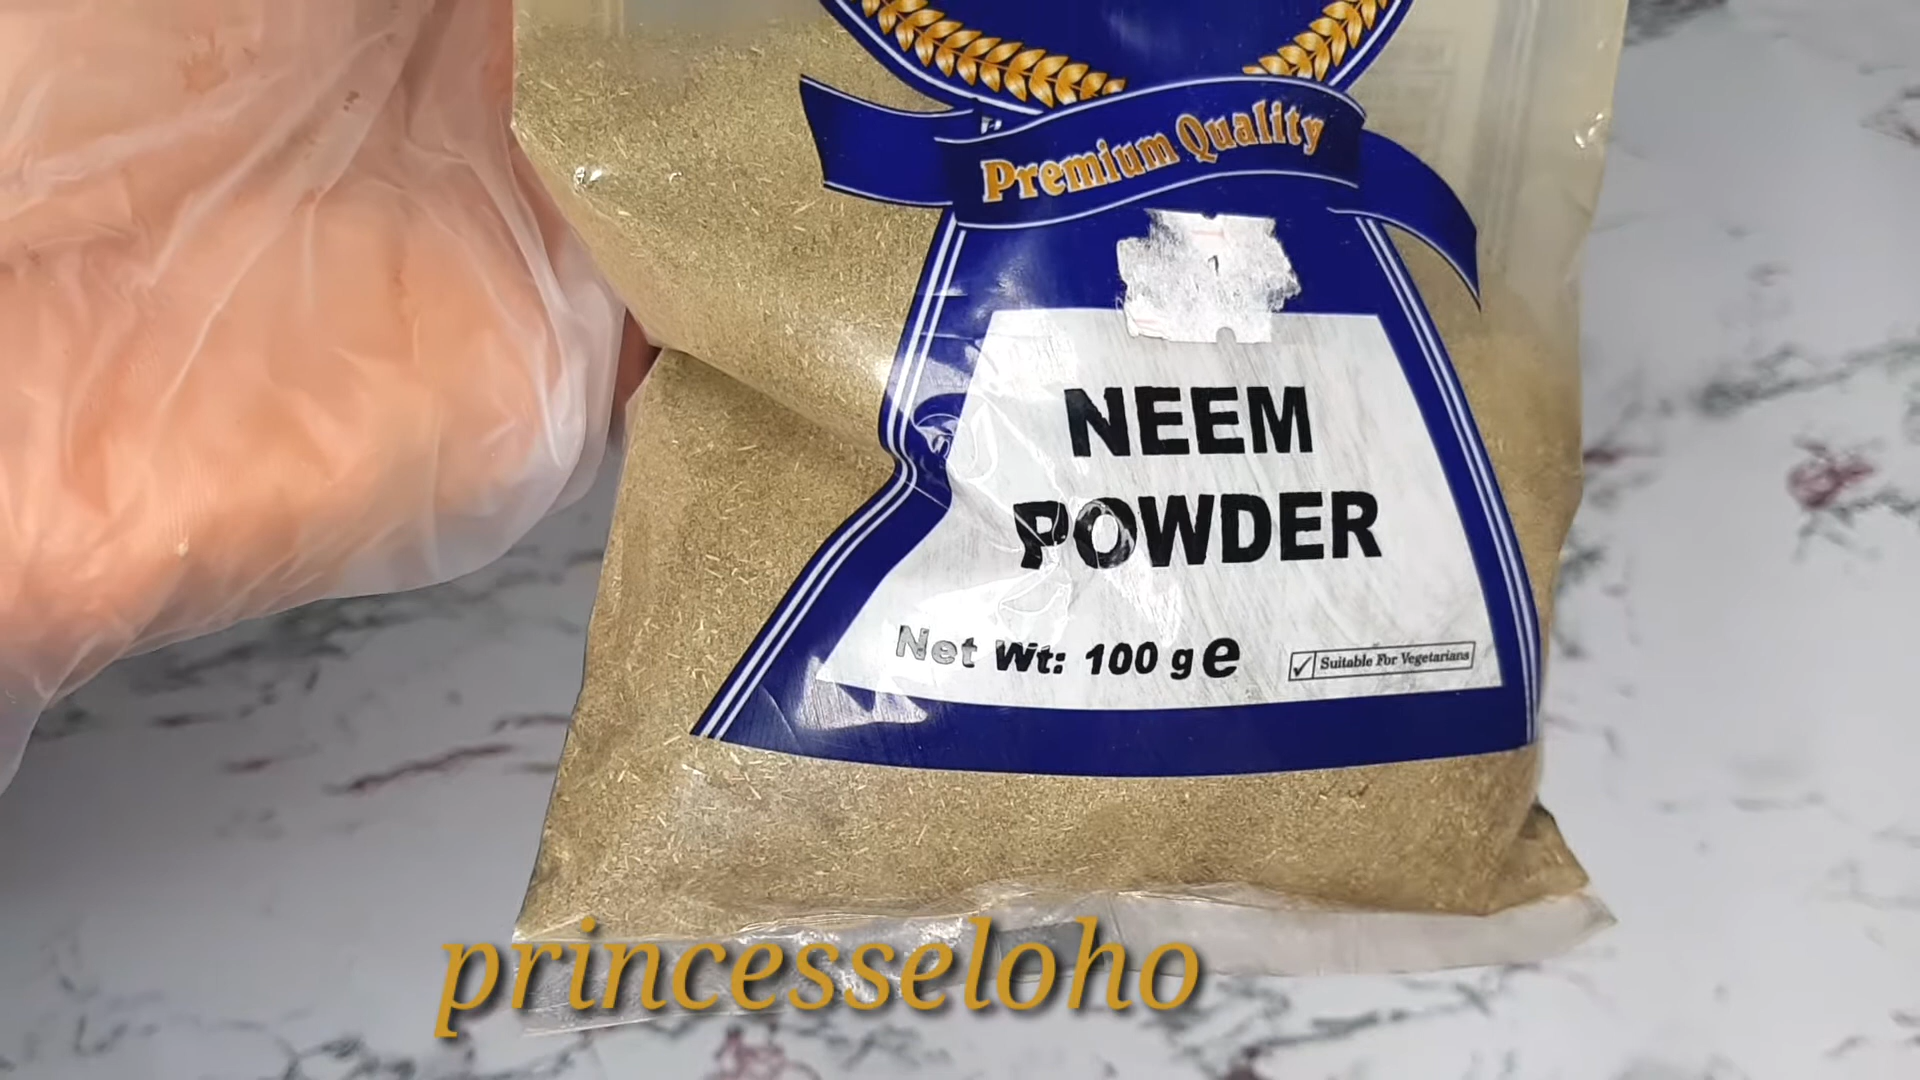 Premium Quality
NEEM
POWDER
Net Wt: 100 g e
Suitable For Vegetarians
princesseloho